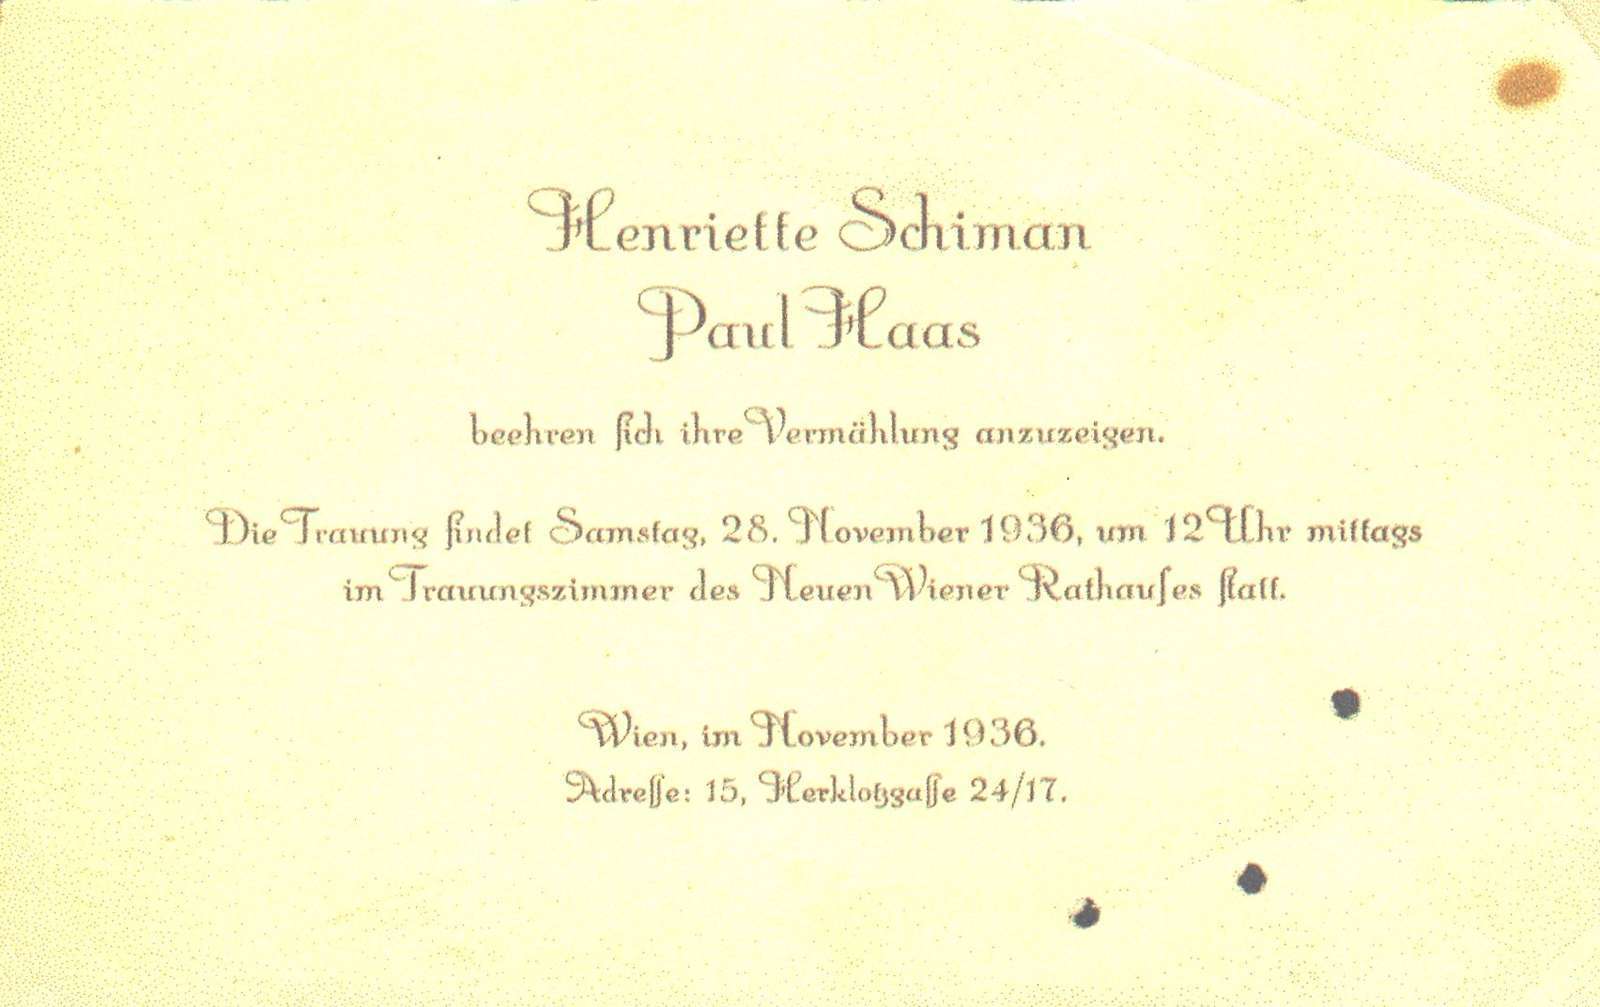 Henriette Schiman
Paul Haas
beehren ſich ihre Vermählung anzuzeigen.
Die Trauung findet Samstag, 28. November 1936, um 12 Uhr mittags
im Trauungszimmer des Neuen Wiener Rathauſes ſtatt.
Wien, im November 1936.
Adreſſe: 15, Herklotzgaſſe 24/17.